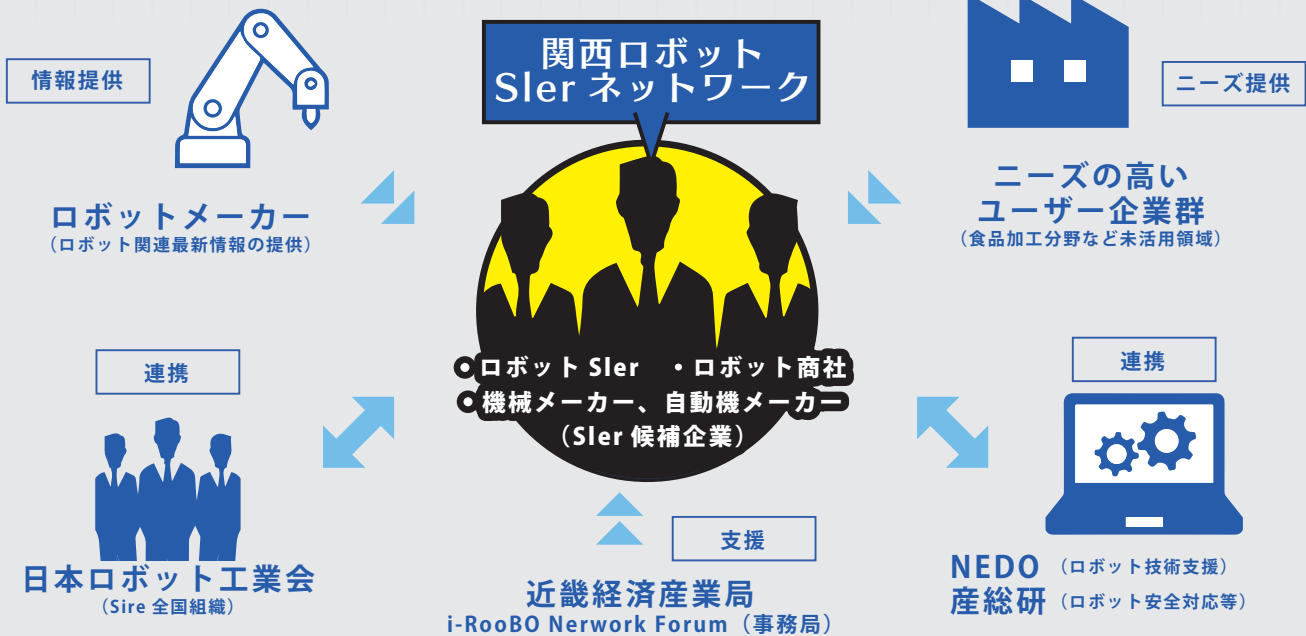 関西ロボット
SIer ネットワーク
情報提供
ロボットメーカー
（ロボット関連最新情報の提供）
ニーズ提供
ニーズの高い
ユーザー企業群
（食品加工分野など未活用領域）
・ロボット SIer ・ロボット商社
・機械メーカー、自動機メーカー
（SIer 候補企業）
連携
日本ロボット工業会
（Sire 全国組織）
支援
近畿経済産業局
i-RooBO Nerwork Forum（事務局）
連携
NEDO （ロボット技術支援）
産総研 （ロボット安全対応等）